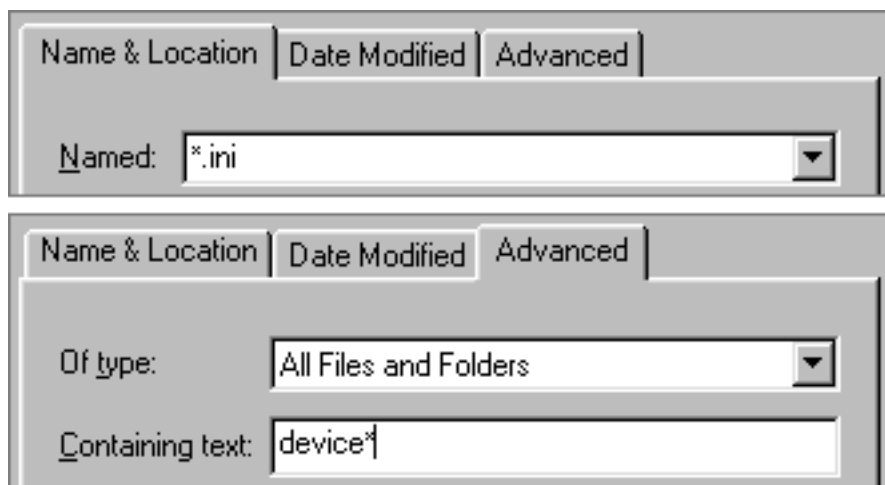 Name & Location Date Modified Advanced
Named: *.ini
Name & Location Date Modified Advanced
Of type: All Files and Folders
Containing text: device*